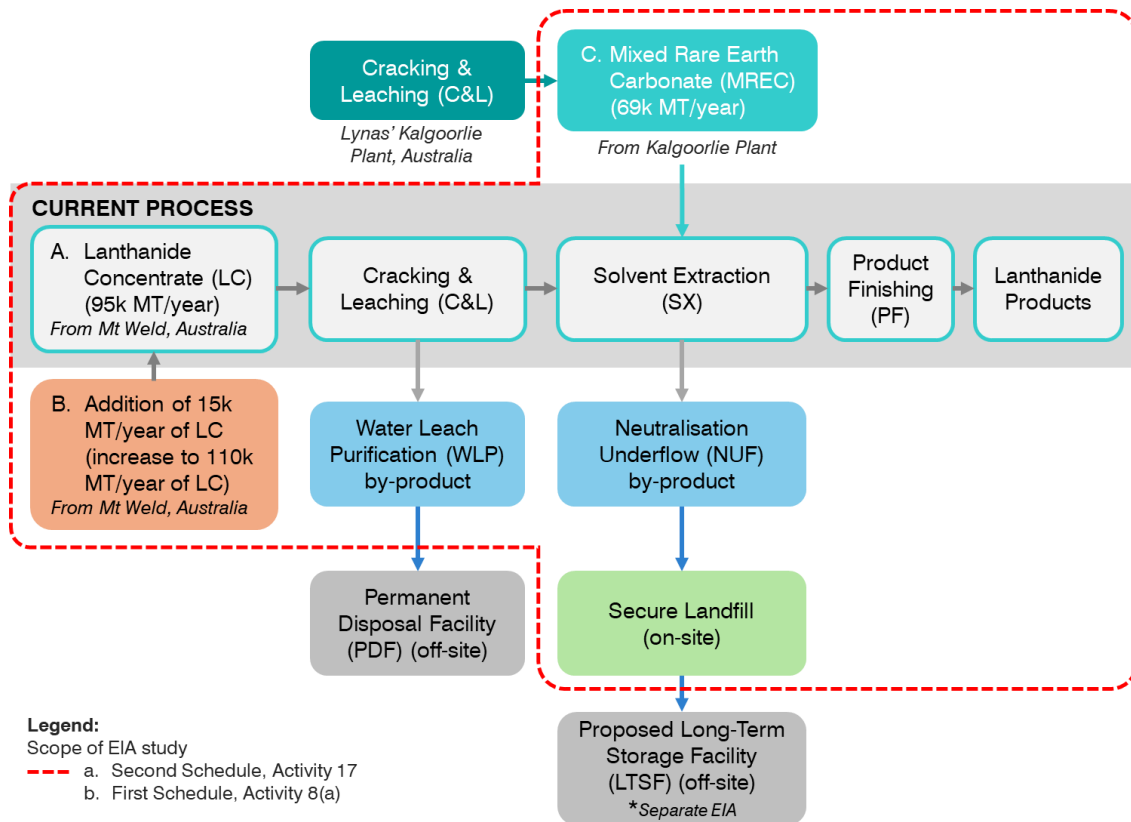 Cracking &
Leaching (C&L)
Lynas' Kalgoorlie
Plant, Australia
C. Mixed Rare Earth
Carbonate (MREC)
(69k MT/year)
From Kalgoorlie Plant
CURRENT PROCESS
A. Lanthanide
Concentrate (LC)
(95k MT/year)
From Mt Weld, Australia
Cracking &
Leaching (C&L)
Solvent Extraction
(SX)
Product
Finishing
(PF)
Lanthanide
Products
B. Addition of 15k
MT/year of LC
(increase to 110k
MT/year of LC)
From Mt Weld, Australia
Water Leach
Purification (WLP)
by-product
Neutralisation
Underflow (NUF)
by-product
Permanent
Disposal Facility
(PDF) (off-site)
Secure Landfill
(on-site)
Proposed Long-Term
Storage Facility
(LTSF) (off-site)
*Separate EIA
Legend:
Scope of EIA study
a. Second Schedule, Activity 17
b. First Schedule, Activity 8(a)